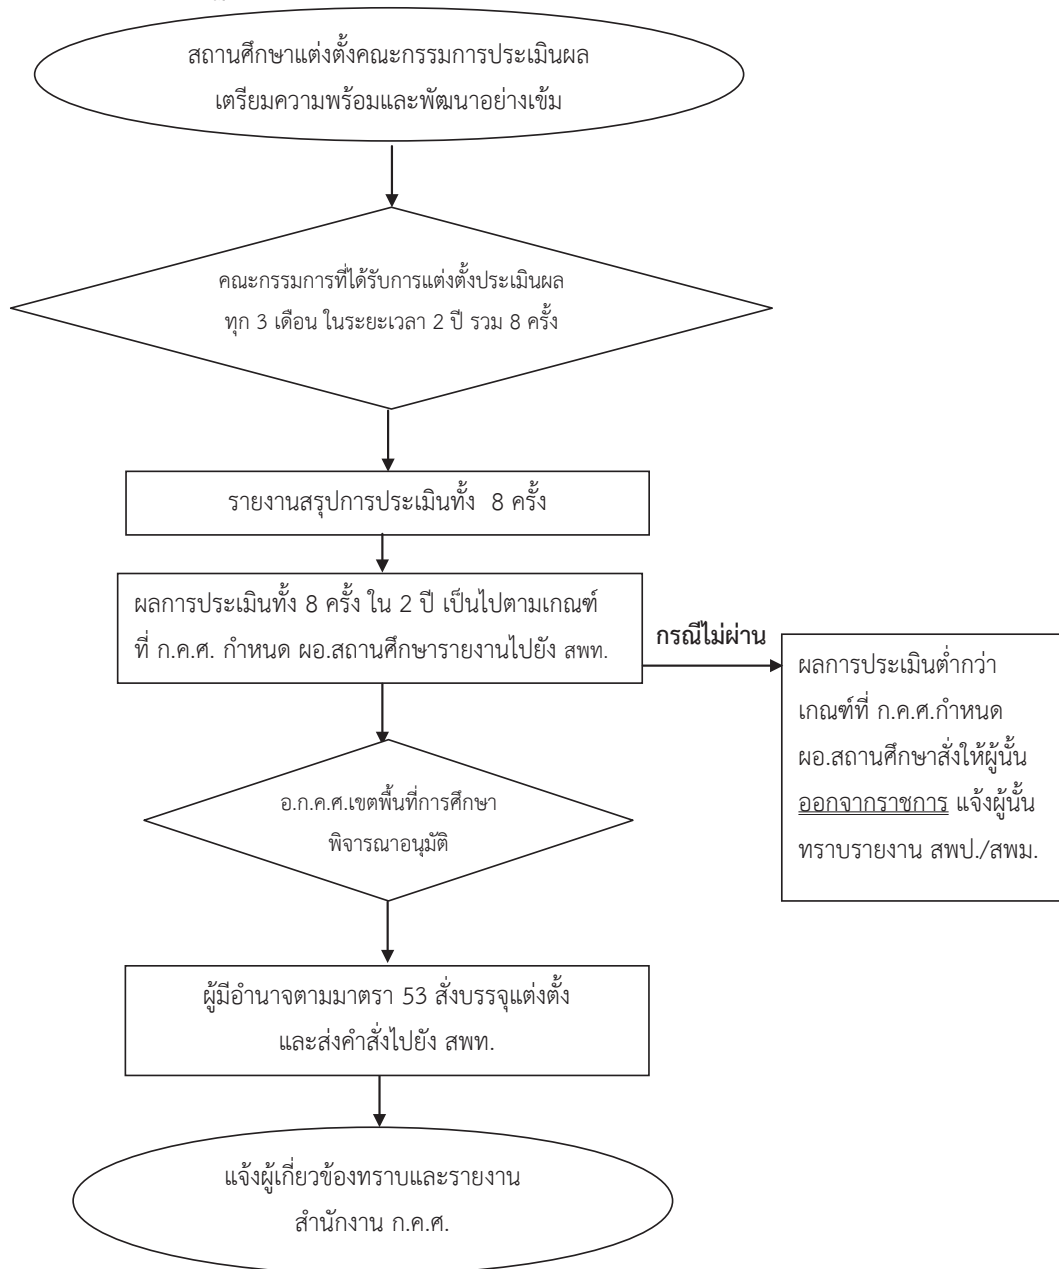 สถานศึกษาแต่งตั้งคณะกรรมการประเมินผล
เตรียมความพร้อมและพัฒนาอย่างเข้ม
คณะกรรมการที่ได้รับการแต่งตั้งประเมินผล
ทุก 3 เดือน ในระยะเวลา 2 ปี รวม 8 ครั้ง
รายงานสรุปการประเมินทั้ง 8 ครั้ง
ผลการประเมินทั้ง 8 ครั้ง ใน 2 ปี เป็นไปตามเกณฑ์
ที่ ก.ค.ศ. กำหนด ผอ.สถานศึกษารายงานไปยัง สพท.
กรณีไม่ผ่าน
ผลการประเมินต่ำกว่า
เกณฑ์ที่ ก.ค.ศ.กำหนด
ผอ.สถานศึกษาสั่งให้ผู้นั้น
ออกจากราชการ แจ้งผู้นั้น
ทราบรายงาน สพป./สพม.
อ.ก.ค.ศ.เขตพื้นที่การศึกษา
พิจารณาอนุมัติ
ผู้มีอำนาจตามมาตรา 53 สั่งบรรจุแต่งตั้ง
และส่งคำสั่งไปยัง สพท.
แจ้งผู้เกี่ยวข้องทราบและรายงาน
สำนักงาน ก.ค.ศ.